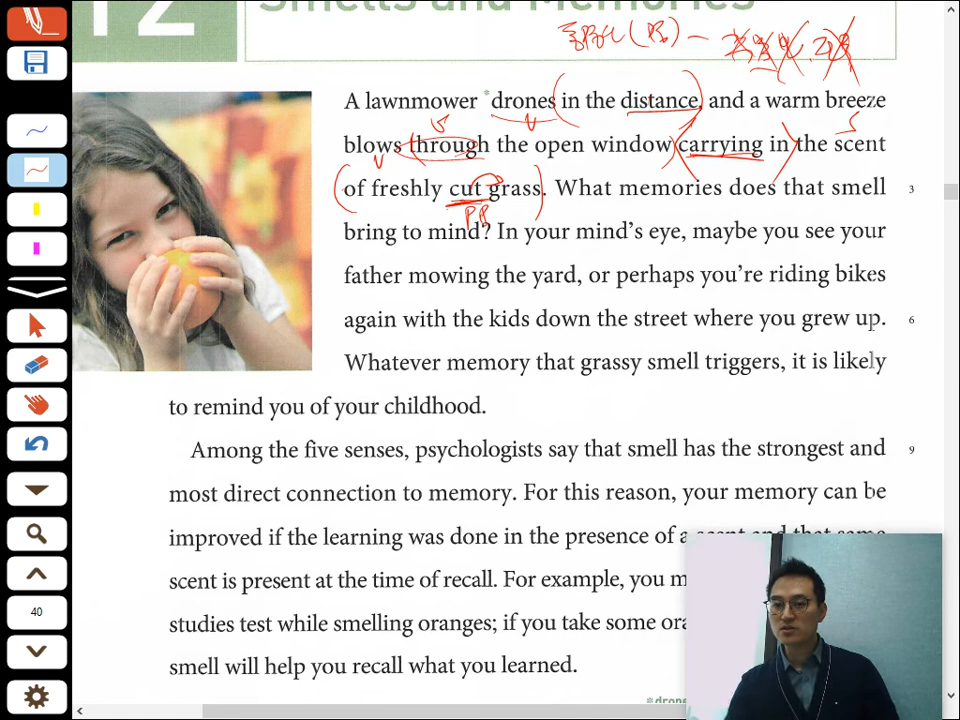 12
Smells and Memories
A lawnmower *drones in the distance, and a warm breeze
blows through the open window, carrying in the scent
of freshly cut grass. What memories does that smell
3
bring to mind? In your mind's eye, maybe you see your
father mowing the yard, or perhaps you're riding bikes
again with the kids down the street where you grew up.
6
Whatever memory that grassy smell triggers, it is likely
to remind you of your childhood.
Among the five senses, psychologists say that smell has the strongest and
9
most direct connection to memory. For this reason, your memory can be
improved if the learning was done in the presence of a scent and that same
scent is present at the time of recall. For example, you m
studies test while smelling oranges; if you take some ora
smell will help you recall what you learned.
*drone
S
V
V
P.P
40